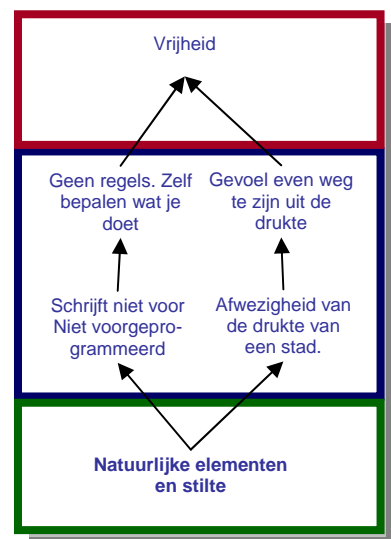 Vrijheid
Geen regels. Zelf
bepalen wat je
doet
Gevoel even weg
te zijn uit de
drukte
Schrijft niet voor
Niet voorgepro-
grammeerd
Afwezigheid van
de drukte van
een stad.
Natuurlijke elementen
en stilte